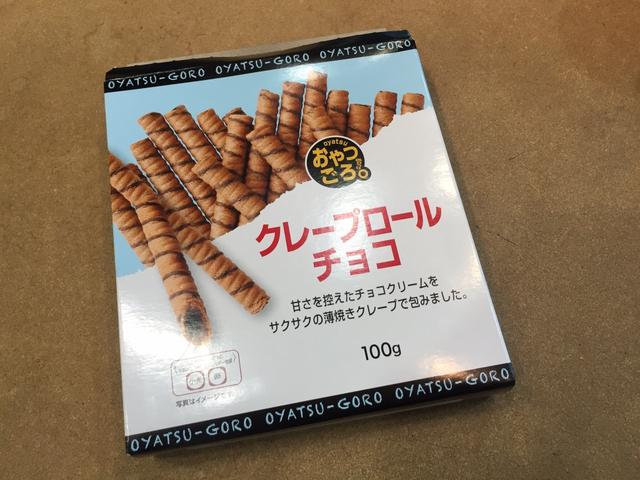 OYATSU-GORO OYATSU-GORO OYATSU-GORO
oyatsu
おやつ
ごろ。
クレープロール
チョコ
甘さを控えたチョコクリームを
サクサクの薄焼きクレープで包みました。
100g
写真はイメージです。
OYATSU-GORO OYATSU-GORO OYATSU-GORO